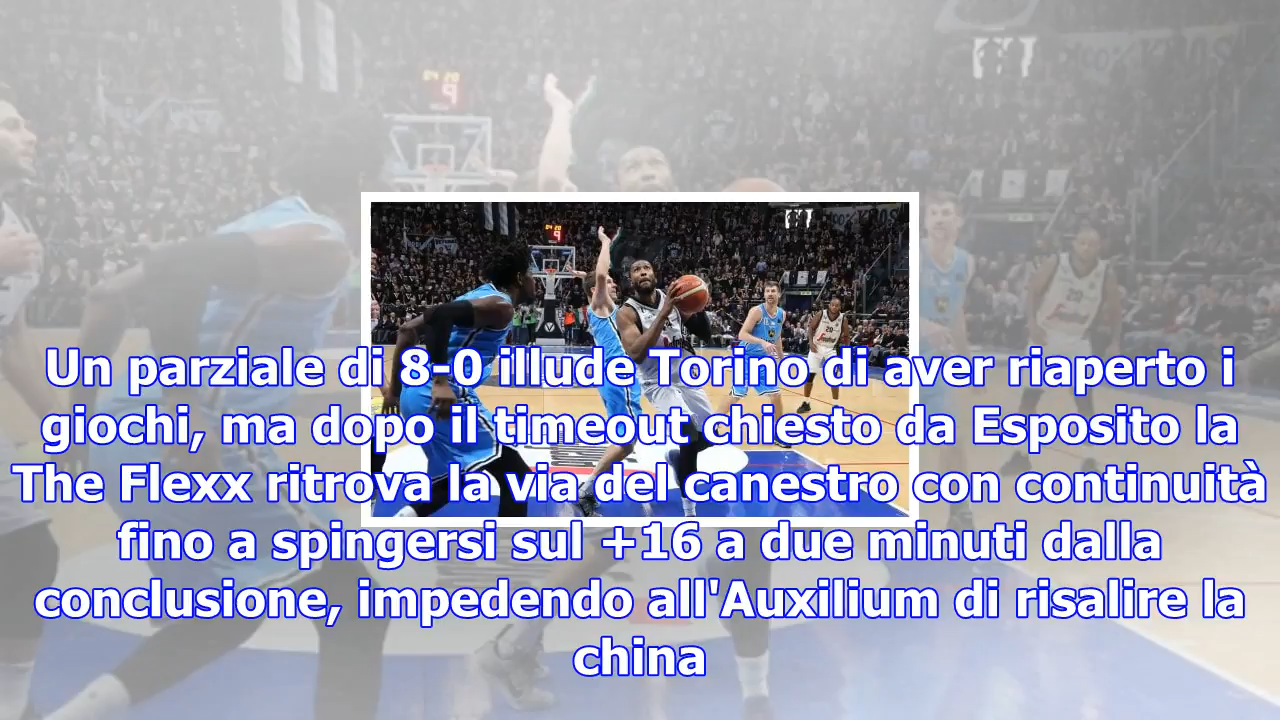 Un parziale di 8-0 illude Torino di aver riaperto i
giochi, ma dopo il timeout chiesto da Esposito la
The Flexx ritrova la via del canestro con continuità
fino a spingersi sul +16 a due minuti dalla
conclusione, impedendo all'Auxilium di risalire la
china